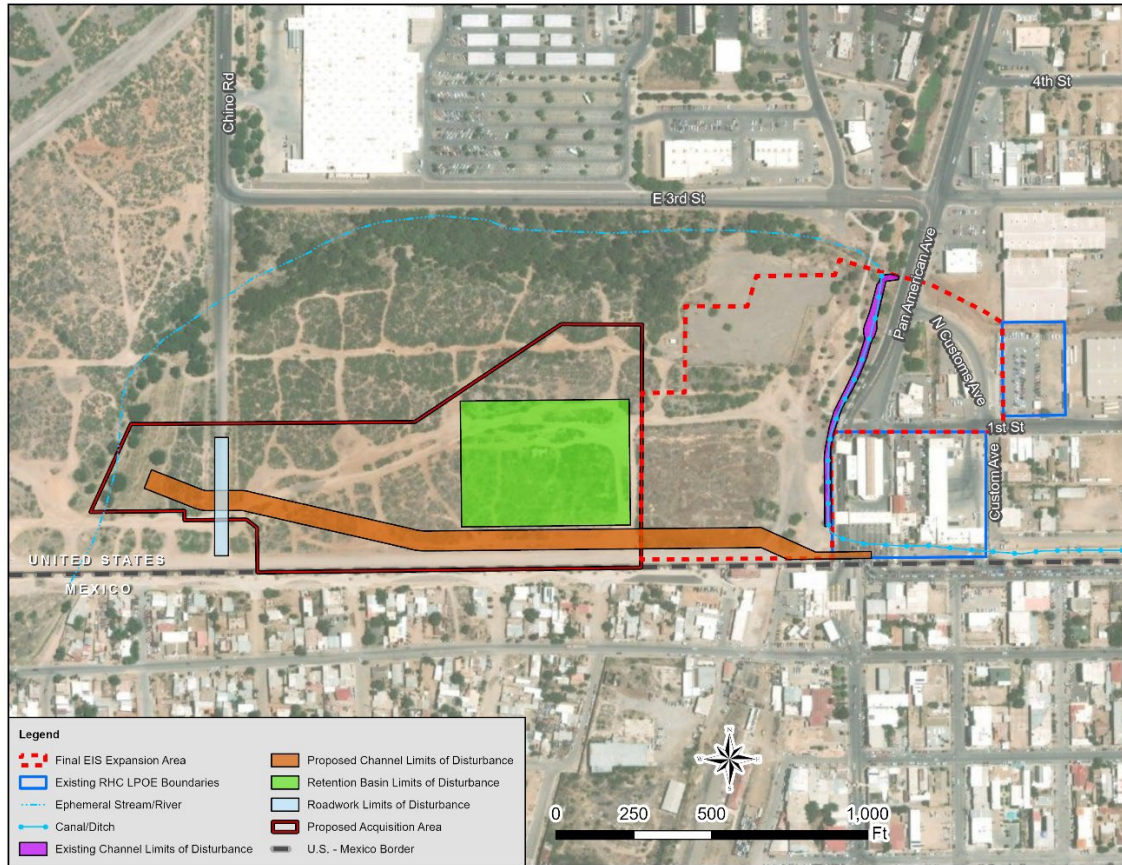 4th St
Chino Rd
E 3rd St
Pan American Ave
N Customs Ave
1st St
Custom Ave
UNITED STATES
MEXICO
Legend
Final EIS Expansion Area
Existing RHC LPOE Boundaries
Ephemeral Stream/River
Canal/Ditch
Existing Channel Limits of Disturbance
Proposed Channel Limits of Disturbance
Retention Basin Limits of Disturbance
Roadwork Limits of Disturbance
Proposed Acquisition Area
U.S. - Mexico Border
N
W
E
S
0 250 500 1,000
Ft